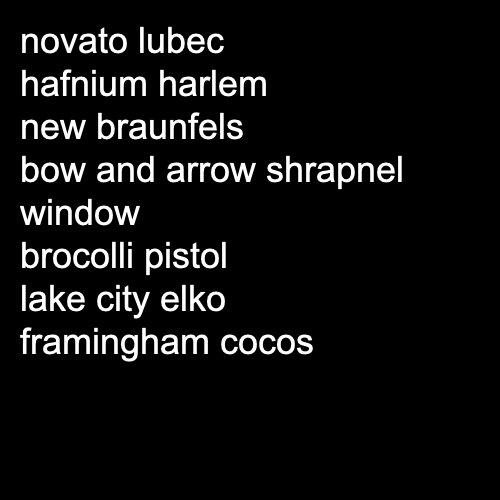 novato lubec
hafnium harlem
new braunfels
bow and arrow shrapnel
window
brocolli pistol
lake city elko
framingham cocos